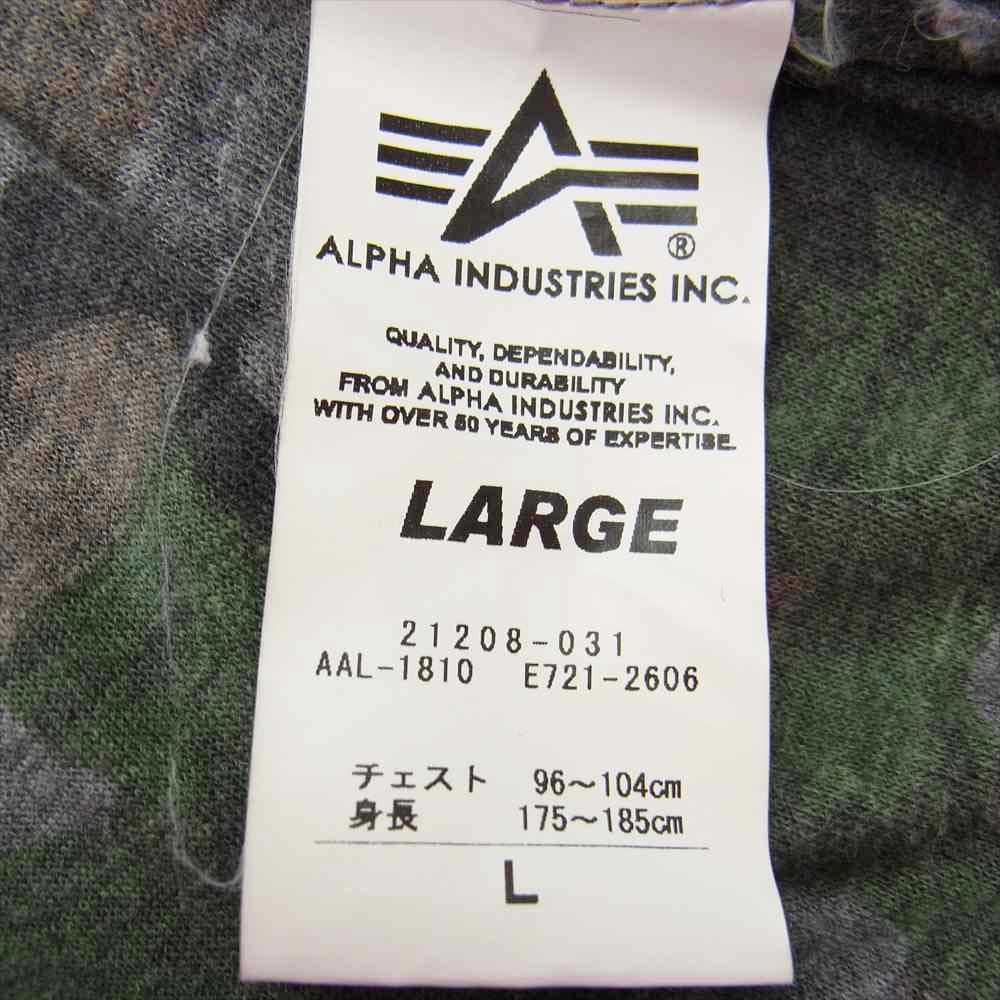 ®
ALPHA INDUSTRIES INC.
QUALITY, DEPENDABILITY,
AND DURABILITY
FROM ALPHA INDUSTRIES INC.
WITH OVER 50 YEARS OF EXPERTISE.
LARGE
21208-031
AAL-1810 E721-2606
チェスト 96～104cm
身長 175～185cm
L